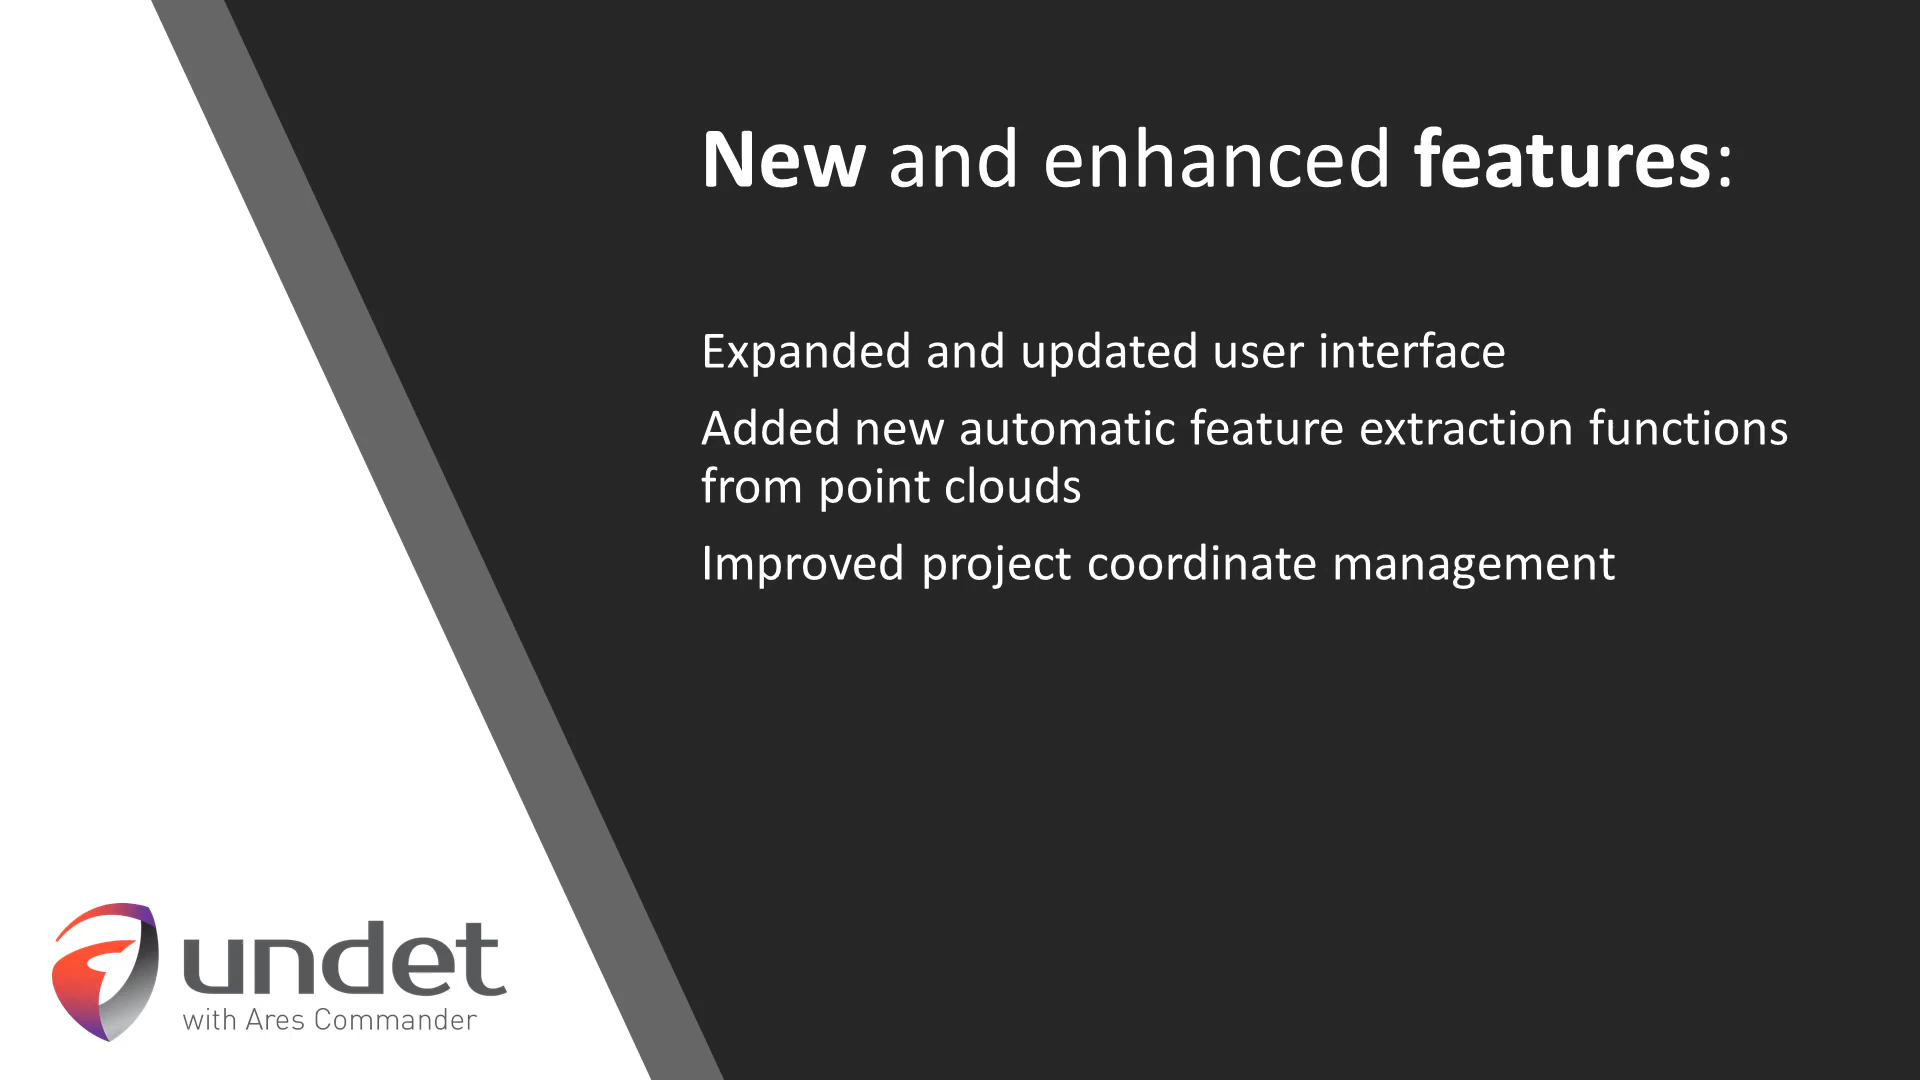 New and enhanced features:
Expanded and updated user interface
Added new automatic feature extraction functions
from point clouds
Improved project coordinate management
undet
with Ares Commander